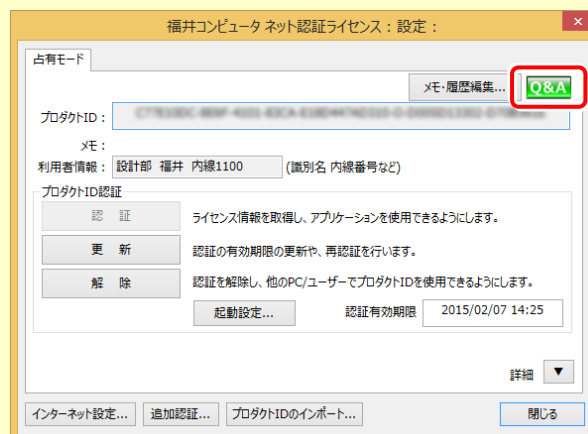 福井コンピュータ ネット認証ライセンス : 設定 :
占有モード
メモ・履歴編集... Q&A
プロダクトID :
メモ :
利用者情報 : 設計部 福井 内線1100 (識別名 内線番号など)
プロダクトID認証
認 証 ライセンス情報を取得し、アプリケーションを使用できるようにします。
更 新 認証の有効期限の更新や、再認証を行います。
解 除 認証を解除し、他のPC/ユーザーでプロダクトIDを使用できるようにします。
起動設定... 認証有効期限 2015/02/07 14:25
詳細 ▼
インターネット設定... 追加認証... プロダクトIDのインポート... 閉じる